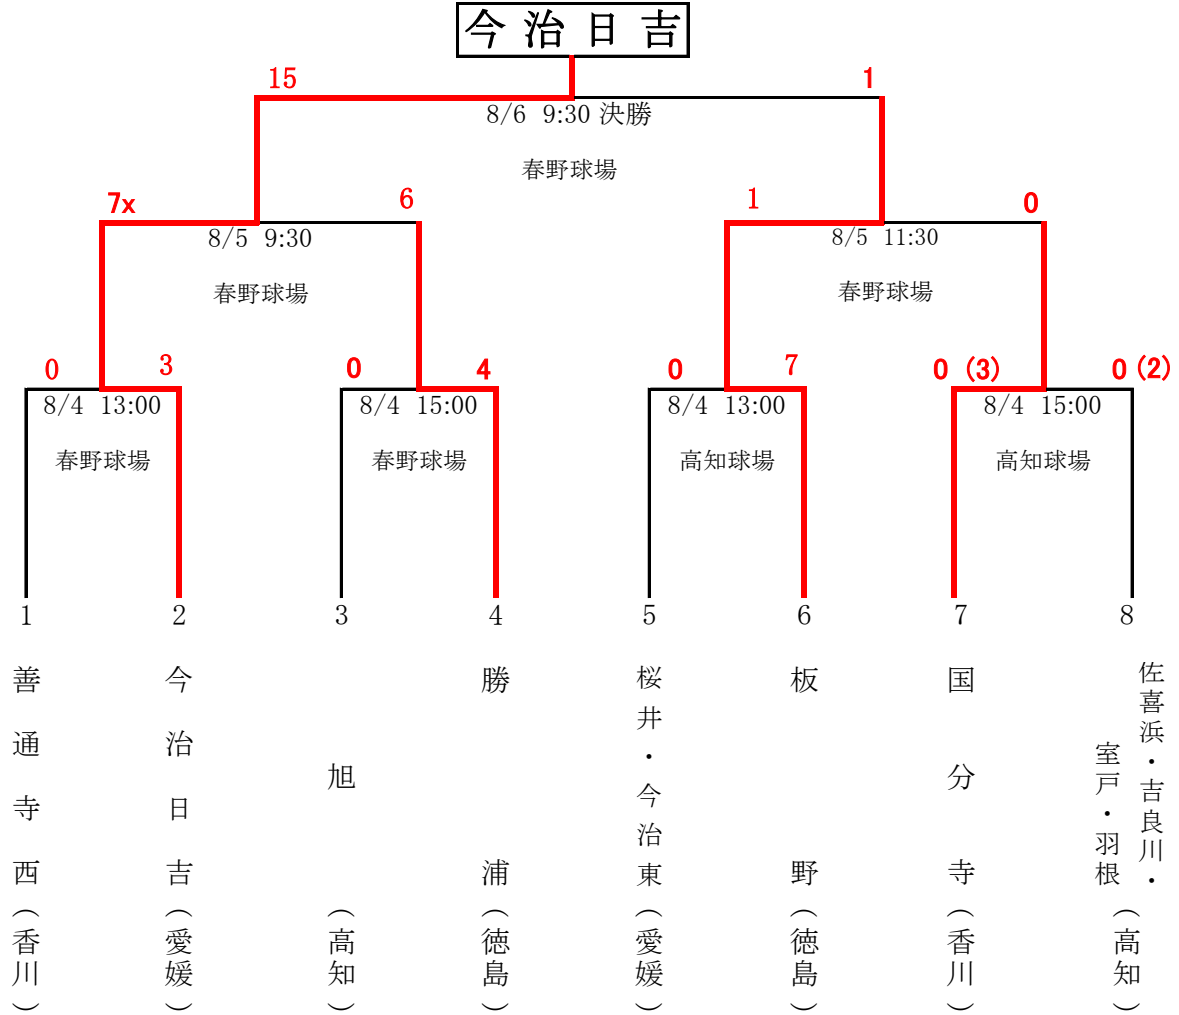 今治日吉
15
1
8/6 9:30 決勝
春野球場
7x
6
1
0
8/5 9:30
8/5 11:30
春野球場
春野球場
0
3
0
4
0
7
0 (3)
0 (2)
8/4 13:00
8/4 15:00
8/4 13:00
8/4 15:00
春野球場
春野球場
高知球場
高知球場
1
2
3
4
5
6
7
8
善通寺西(香川)
今治日吉(愛媛)
旭(高知)
勝浦(徳島)
桜井・今治東(愛媛)
板野(徳島)
国分寺(香川)
佐喜浜・吉良川・
室戸・羽根
(高知)